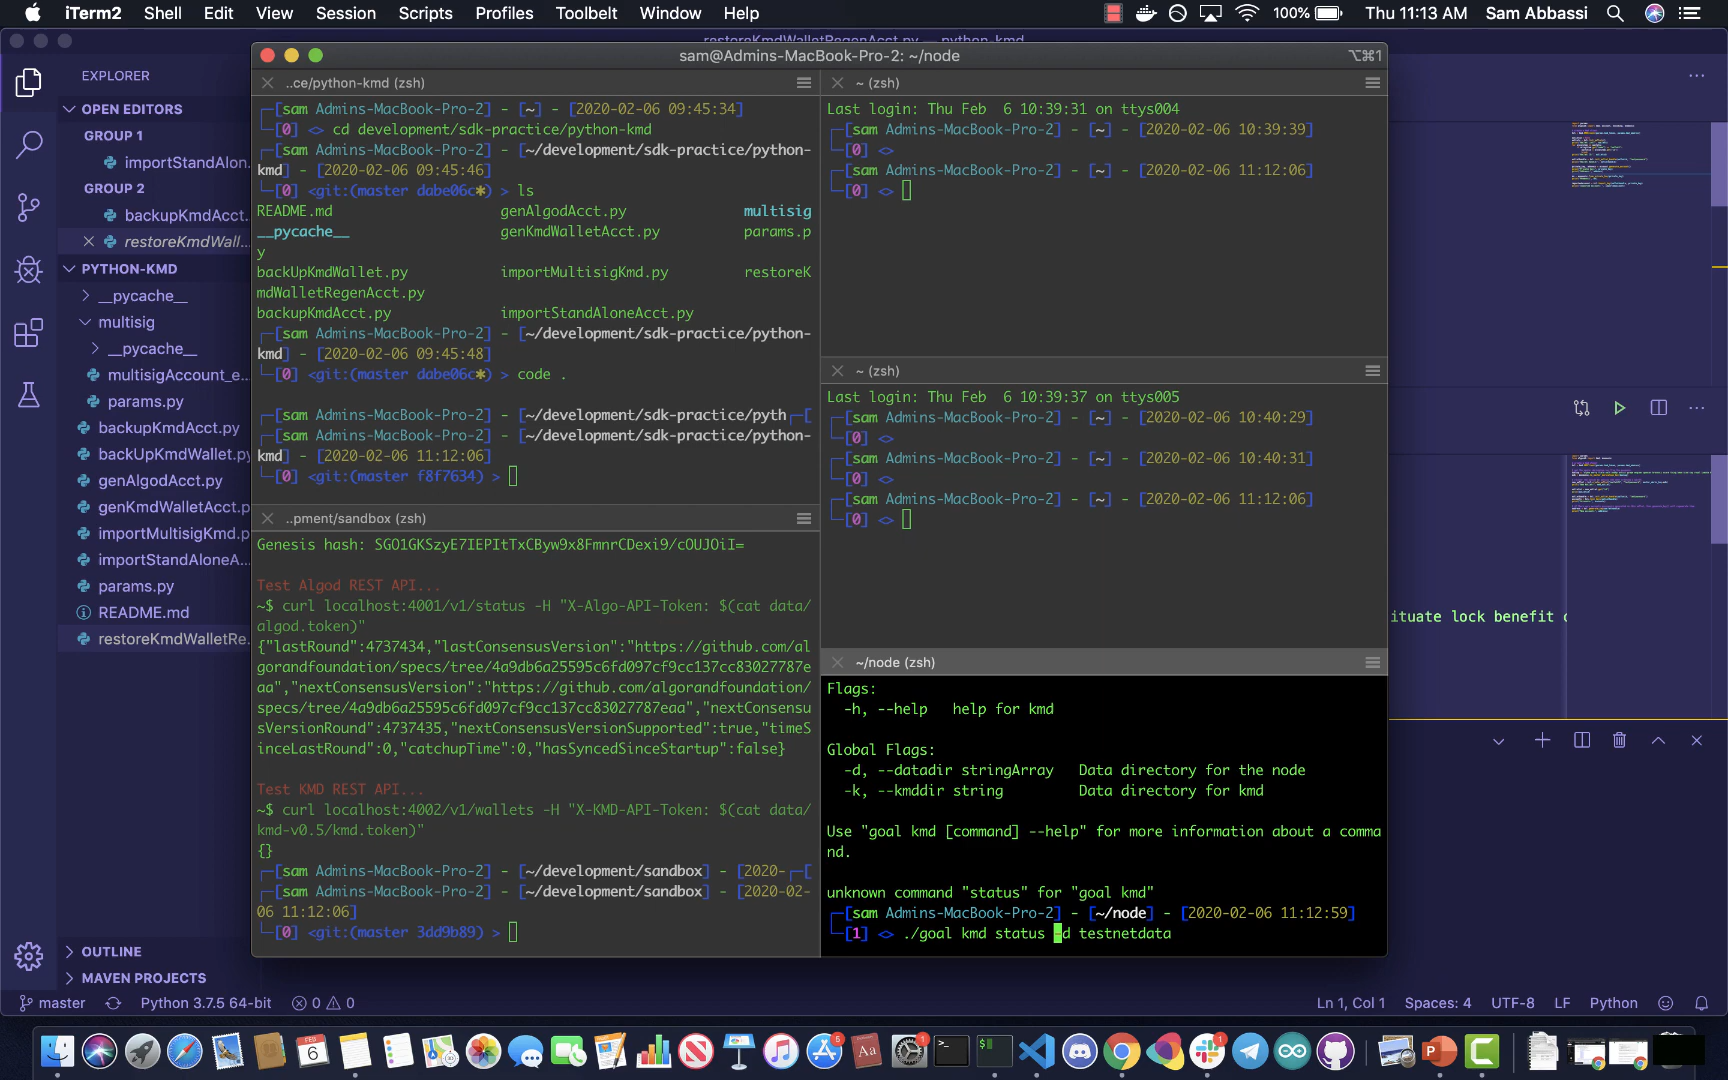 iTerm2 Shell Edit View Session Scripts Profiles Toolbelt Window Help 100% Thu 11:13 AM Sam Abbassi
restoreKmdWalletRegenAcct.py — python-kmd
EXPLORER
OPEN EDITORS
GROUP 1
importStandAlon...
GROUP 2
backupKmdAcct.
restoreKmdWall...
PYTHON-KMD
__pycache__
multisig
__pycache__
multisigAccount_e...
params.py
backupKmdAcct.py
backUpKmdWallet.py
genAlgodAcct.py
genKmdWalletAcct.p
importMultisigKmd.p
importStandAloneA...
params.py
README.md
restoreKmdWalletRe...
OUTLINE
MAVEN PROJECTS
sam@Admins-MacBook-Pro-2: ~/node
⌥⌘1
..ce/python-kmd (zsh)
[sam Admins-MacBook-Pro-2] - [~] - [2020-02-06 09:45:34]
[0] <> cd development/sdk-practice/python-kmd
[sam Admins-MacBook-Pro-2] - [~/development/sdk-practice/python-
kmd] - [2020-02-06 09:45:46]
[0] <git:(master dabe06c✱) > ls
README.md genAlgodAcct.py multisig
__pycache__ genKmdWalletAcct.py params.p
y
backUpKmdWallet.py importMultisigKmd.py restoreK
mdWalletRegenAcct.py
backupKmdAcct.py importStandAloneAcct.py
[sam Admins-MacBook-Pro-2] - [~/development/sdk-practice/python-
kmd] - [2020-02-06 09:45:48]
[0] <git:(master dabe06c✱) > code .
[sam Admins-MacBook-Pro-2] - [~/development/sdk-practice/pyth┌─[
[sam Admins-MacBook-Pro-2] - [~/development/sdk-practice/python-
kmd] - [2020-02-06 11:12:06]
[0] <git:(master f8f7634) >
..pment/sandbox (zsh)
Genesis hash: SGO1GKSzyE7IEPItTxCByw9x8FmnrCDexi9/cOUJOiI=
Test Algod REST API...
~$ curl localhost:4001/v1/status -H "X-Algo-API-Token: $(cat data/
algod.token)"
{"lastRound":4737434,"lastConsensusVersion":"https://github.com/al
gorandfoundation/specs/tree/4a9db6a25595c6fd097cf9cc137cc83027787e
aa","nextConsensusVersion":"https://github.com/algorandfoundation/
specs/tree/4a9db6a25595c6fd097cf9cc137cc83027787eaa","nextConsensu
sVersionRound":4737435,"nextConsensusVersionSupported":true,"timeS
inceLastRound":0,"catchupTime":0,"hasSyncedSinceStartup":false}
Test KMD REST API...
~$ curl localhost:4002/v1/wallets -H "X-KMD-API-Token: $(cat data/
kmd-v0.5/kmd.token)"
{}
[sam Admins-MacBook-Pro-2] - [~/development/sandbox] - [2020-┌─[
[sam Admins-MacBook-Pro-2] - [~/development/sandbox] - [2020-02-
06 11:12:06]
[0] <git:(master 3dd9b89) >
~ (zsh)
Last login: Thu Feb 6 10:39:31 on ttys004
[sam Admins-MacBook-Pro-2] - [~] - [2020-02-06 10:39:39]
[0] <>
[sam Admins-MacBook-Pro-2] - [~] - [2020-02-06 11:12:06]
[0] <>
~ (zsh)
Last login: Thu Feb 6 10:39:37 on ttys005
[sam Admins-MacBook-Pro-2] - [~] - [2020-02-06 10:40:29]
[0] <>
[sam Admins-MacBook-Pro-2] - [~] - [2020-02-06 10:40:31]
[0] <>
[sam Admins-MacBook-Pro-2] - [~] - [2020-02-06 11:12:06]
[0] <>
~/node (zsh)
Flags:
-h, --help help for kmd
Global Flags:
-d, --datadir stringArray Data directory for the node
-k, --kmddir string Data directory for kmd
Use "goal kmd [command] --help" for more information about a comma
nd.
unknown command "status" for "goal kmd"
[sam Admins-MacBook-Pro-2] - [~/node] - [2020-02-06 11:12:59]
[1] <> ./goal kmd status -d testnetdata
ituate lock benefit
master Python 3.7.5 64-bit 0 0 Ln 1, Col 1 Spaces: 4 UTF-8 LF Python
FEB
6
5
Aa
$
1
P
C